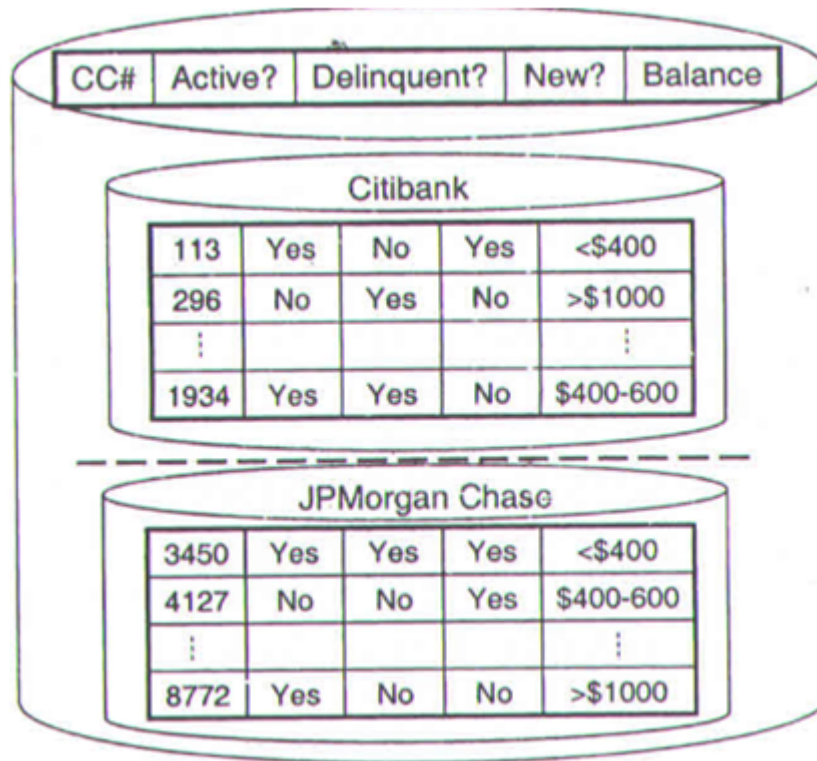 CC# Active? Delinquent? New? Balance
Citibank
113 Yes No Yes <$400
296 No Yes No >$1000
⋮ ⋮
1934 Yes Yes No $400-600
JPMorgan Chase
3450 Yes Yes Yes <$400
4127 No No Yes $400-600
⋮ ⋮
8772 Yes No No >$1000